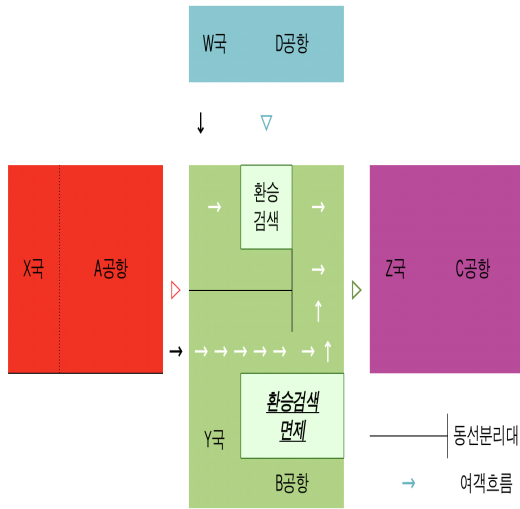 W국 D공항
환승
검색
X국 A공항
Z국 C공항
환승검색
면제
Y국
B공항
동선분리대
여객흐름